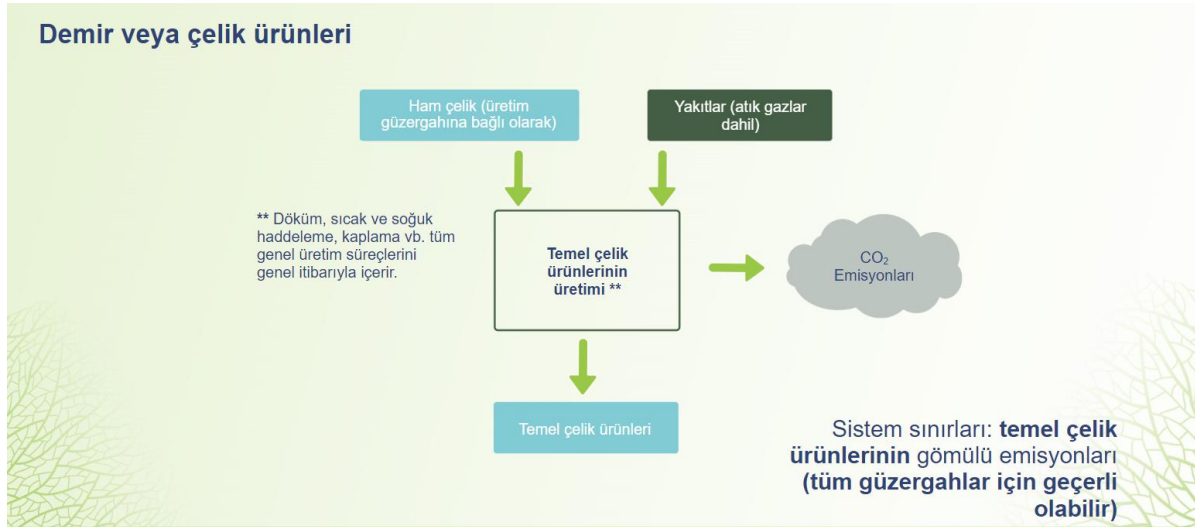 Demir veya çelik ürünleri
Ham çelik (üretim
güzergahına bağlı olarak)
Yakıtlar (atık gazlar
dahil)
** Döküm, sıcak ve soğuk
haddeleme, kaplama vb. tüm
genel üretim süreçlerini
genel itibarıyla içerir.
Temel çelik
ürünlerinin
üretimi **
CO₂
Emisyonları
Temel çelik ürünleri
Sistem sınırları: temel çelik
ürünlerinin gömülü emisyonları
(tüm güzergahlar için geçerli
olabilir)